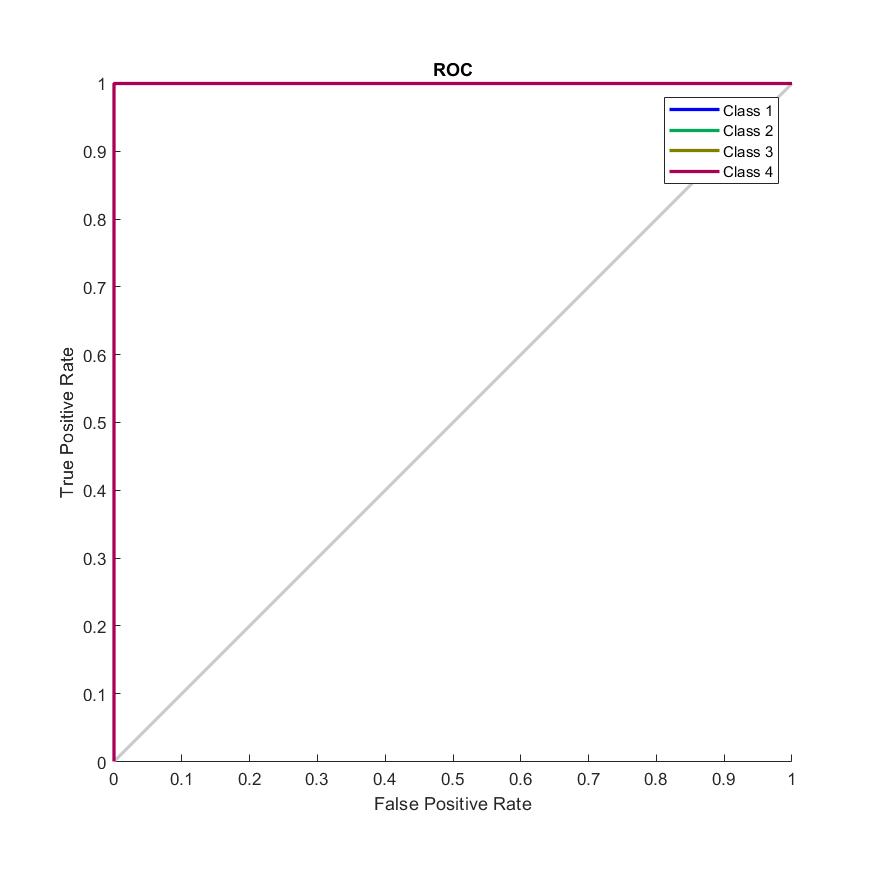 ROC
Class 1
Class 2
Class 3
Class 4
True Positive Rate
1
0.9
0.8
0.7
0.6
0.5
0.4
0.3
0.2
0.1
0
0 0.1 0.2 0.3 0.4 0.5 0.6 0.7 0.8 0.9 1
False Positive Rate